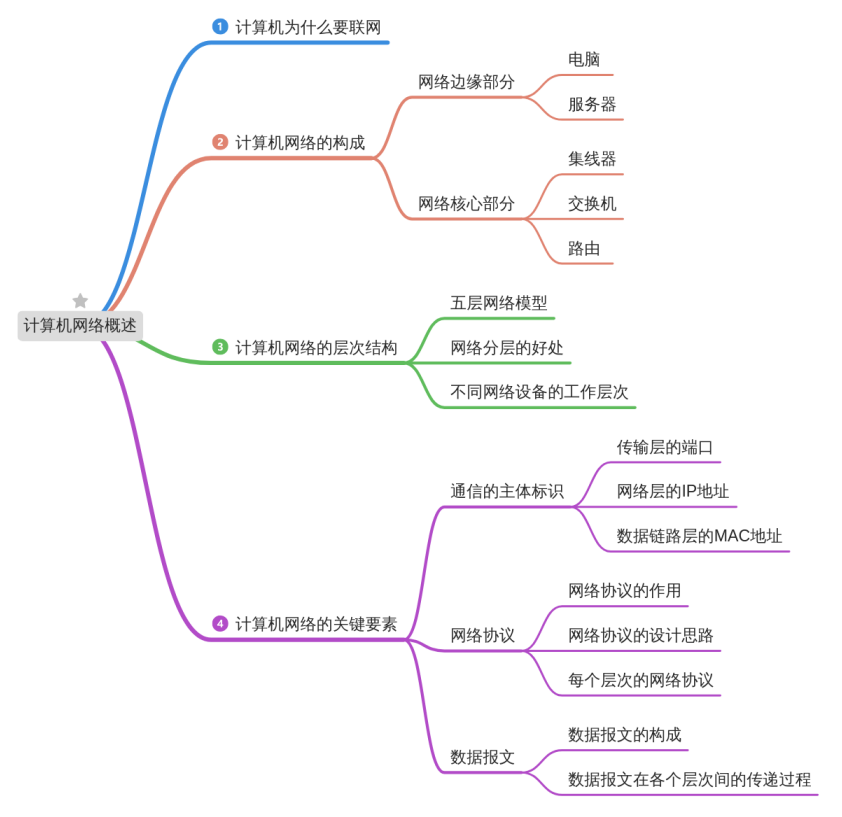 计算机网络概述
1 计算机为什么要联网
2 计算机网络的构成
网络边缘部分
电脑
服务器
网络核心部分
集线器
交换机
路由
3 计算机网络的层次结构
五层网络模型
网络分层的好处
不同网络设备的工作层次
4 计算机网络的关键要素
通信的主体标识
传输层的端口
网络层的IP地址
数据链路层的MAC地址
网络协议
网络协议的作用
网络协议的设计思路
每个层次的网络协议
数据报文
数据报文的构成
数据报文在各个层次间的传递过程